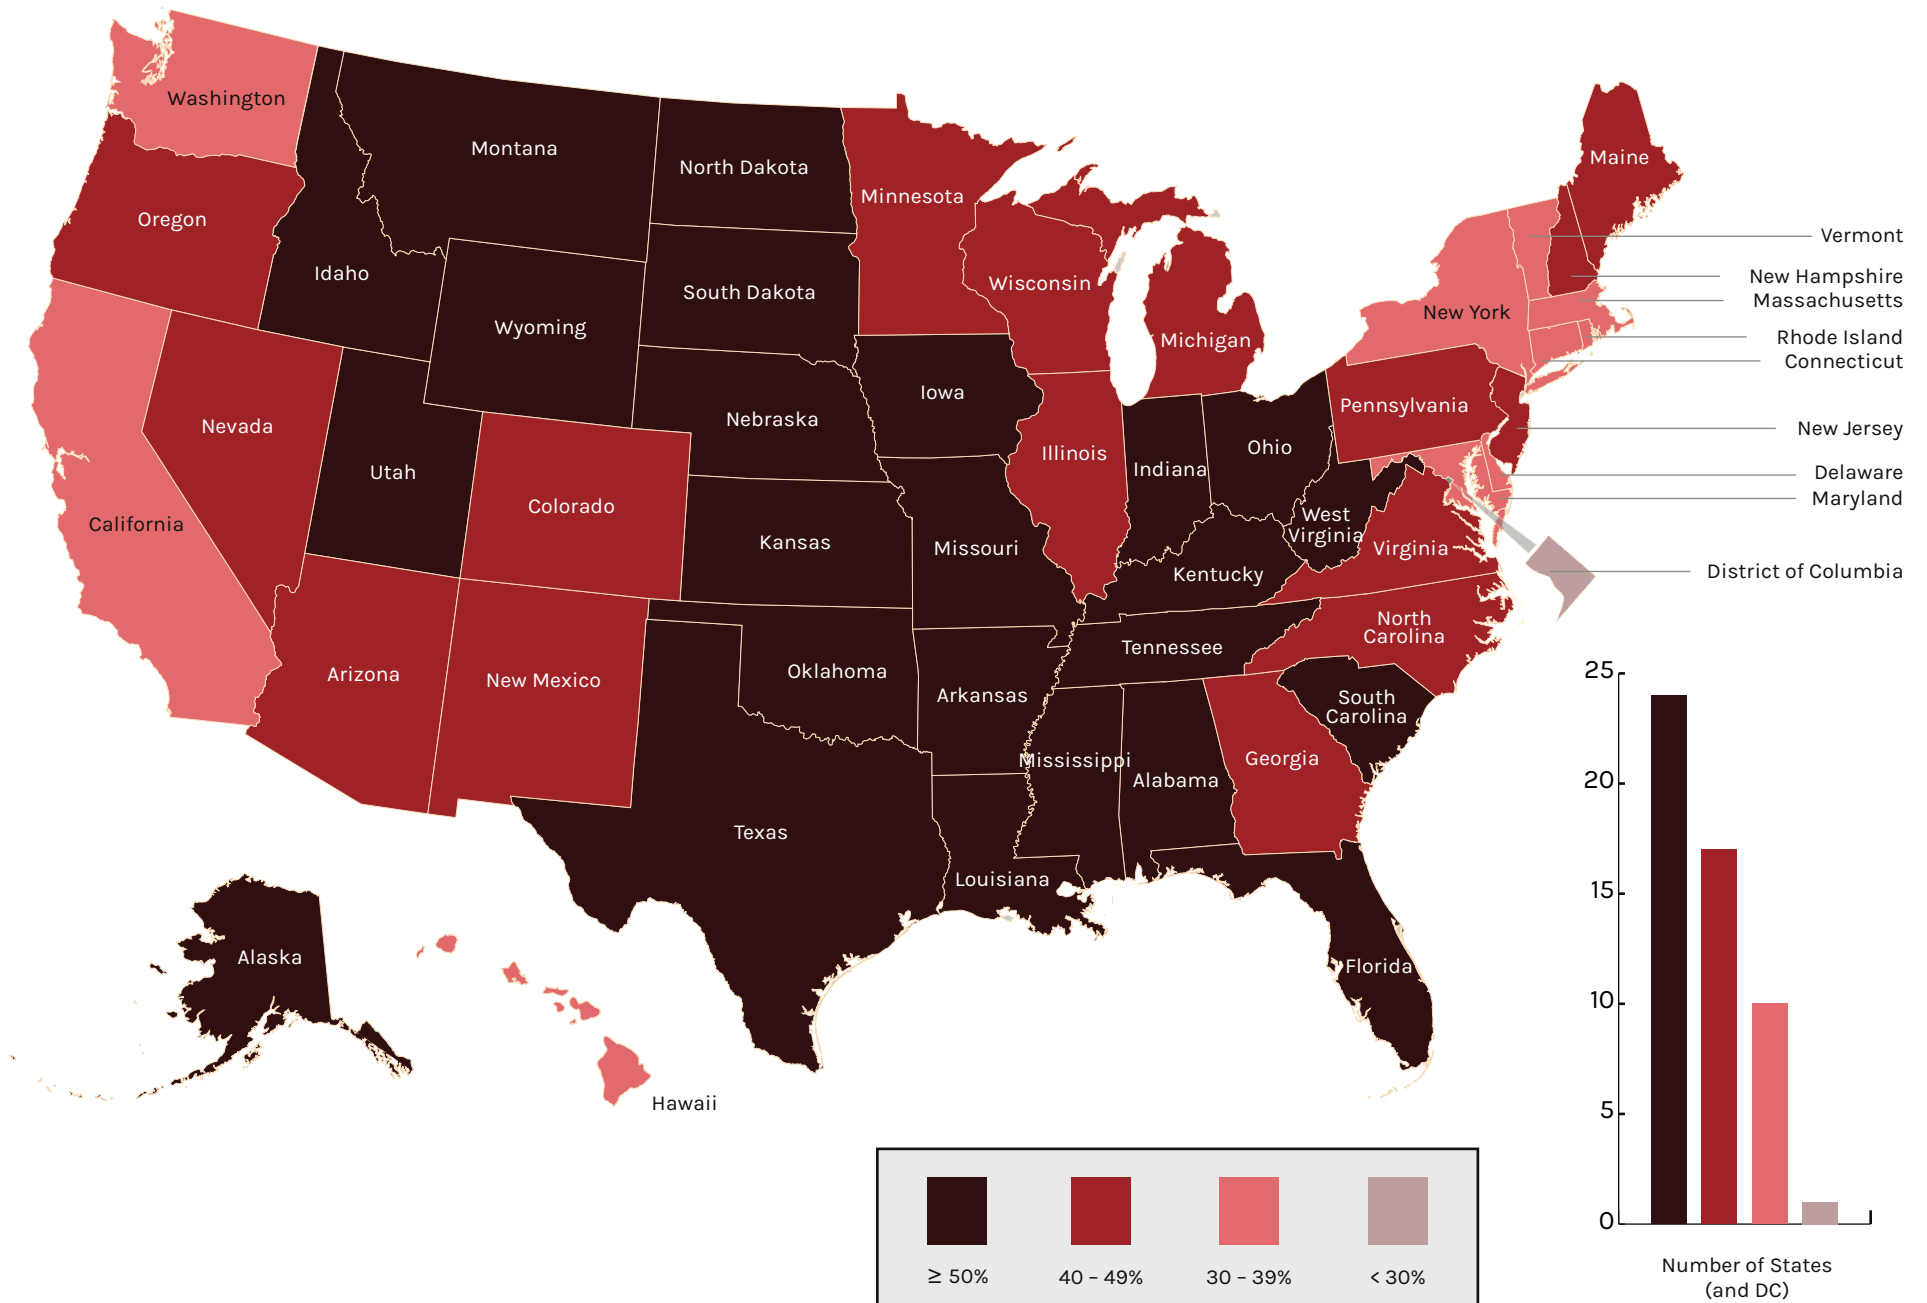 Washington
Montana
North Dakota
Minnesota
Maine
Oregon
Idaho
Wyoming
South Dakota
Wisconsin
Michigan
New York
Vermont
New Hampshire
Massachusetts
Rhode Island
Connecticut
New Jersey
Delaware
Maryland
District of Columbia
Nevada
Utah
Colorado
Nebraska
Iowa
Illinois
Indiana
Ohio
Pennsylvania
California
Kansas
Missouri
Kentucky
West
Virginia
Virginia
Arizona
New Mexico
Oklahoma
Arkansas
Tennessee
North
Carolina
South
Carolina
Texas
Louisiana
Mississippi
Alabama
Georgia
Florida
Alaska
Hawaii
25
20
15
10
5
0
Number of States
(and DC)
≥ 50%
40 – 49%
30 – 39%
< 30%